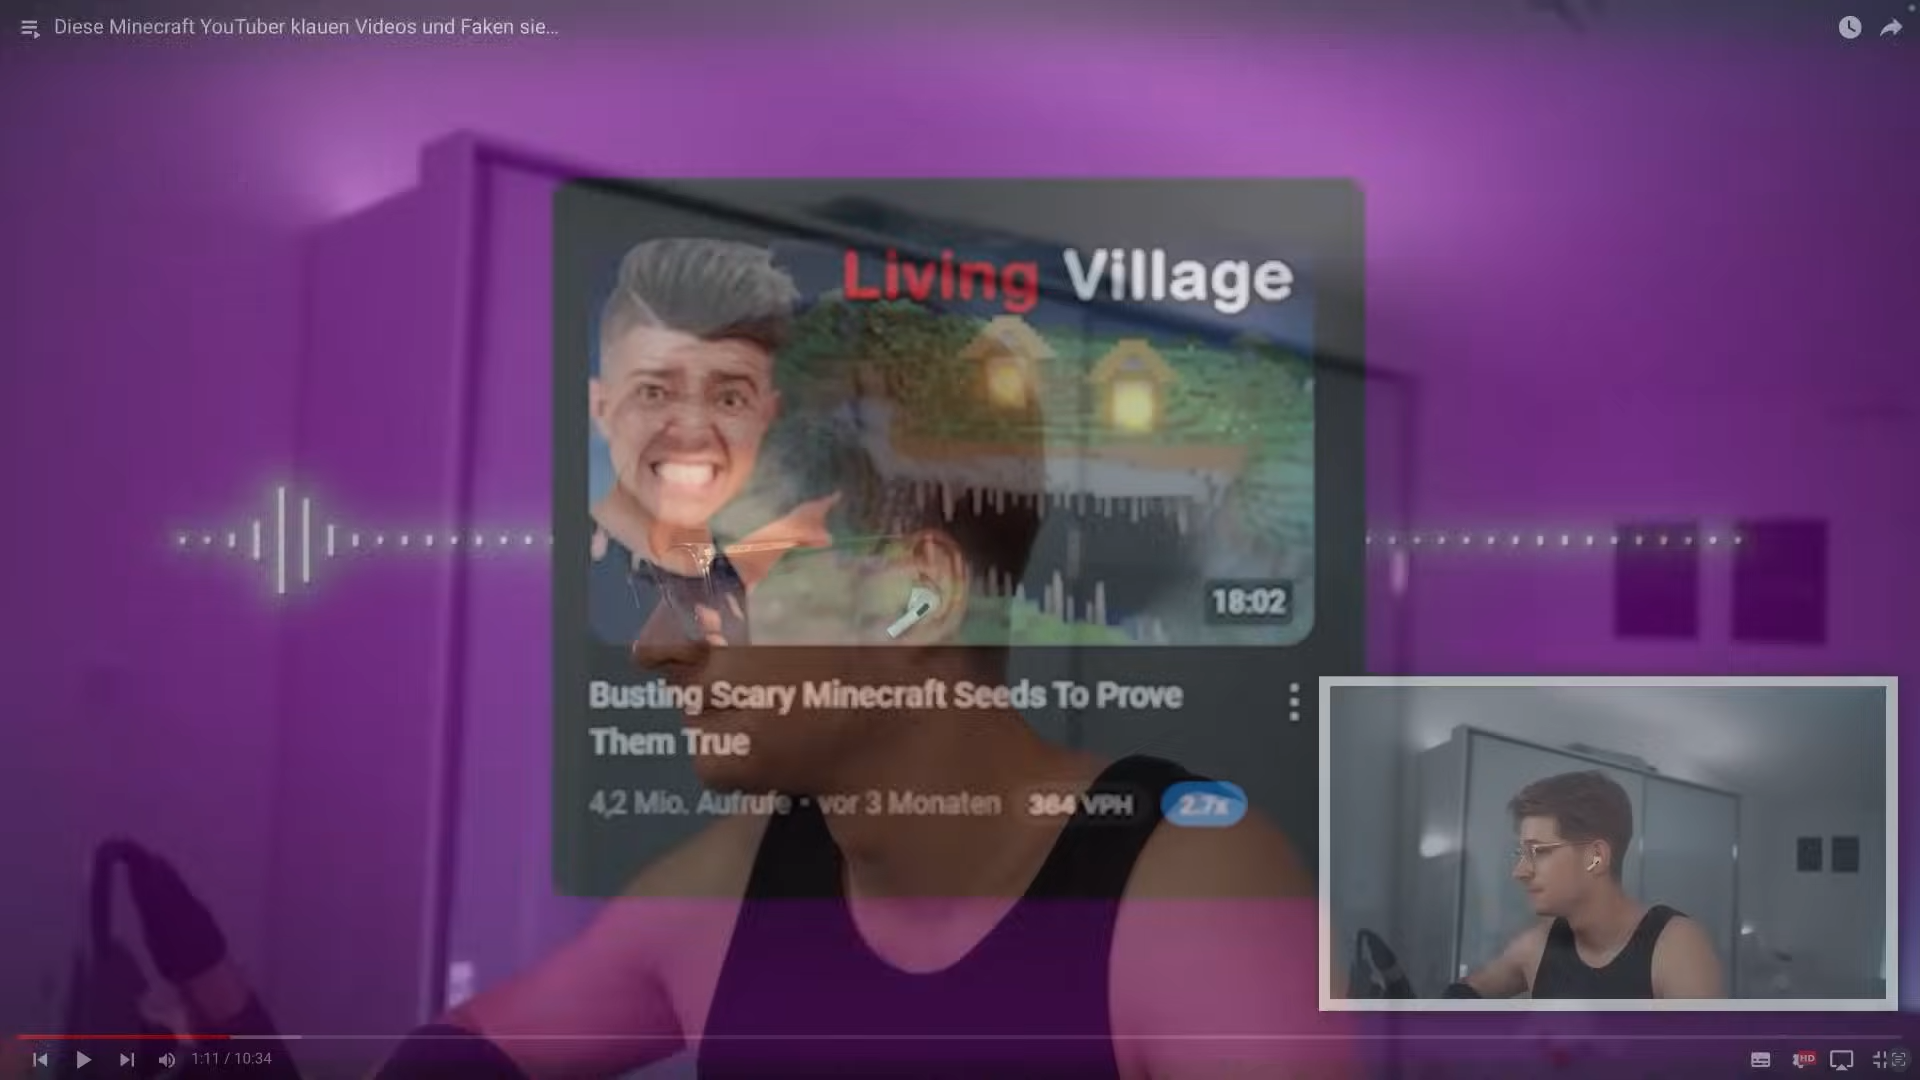 Diese Minecraft YouTuber klauen Videos und Faken sie...
Living Village
18:02
Busting Scary Minecraft Seeds To Prove
Them True
4,2 Mio. Aufrufe • vor 3 Monaten 364 VPH 2.7x
1:11 / 10:34
HD